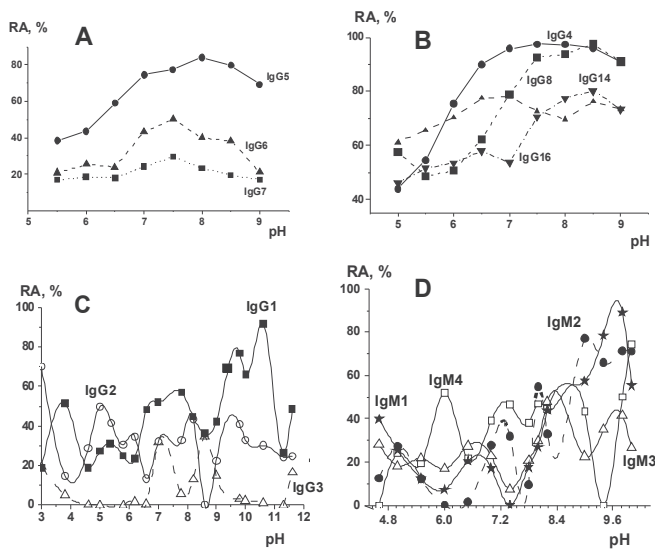 RA, %
A
80
60
40
20
IgG5
IgG6
IgG7
5
6
7
8
9
pH
RA, %
B
100
80
60
40
IgG4
IgG8
IgG14
IgG16
5
6
7
8
9
pH
RA, %
C
100
80
60
40
20
0
IgG1
IgG2
IgG3
3 4 5 6 7 8 9 10 11 12
pH
RA, %
D
100
80
60
40
20
0
IgM1
IgM4
IgM2
IgM3
4.8 6.0 7.2 8.4 9.6
pH